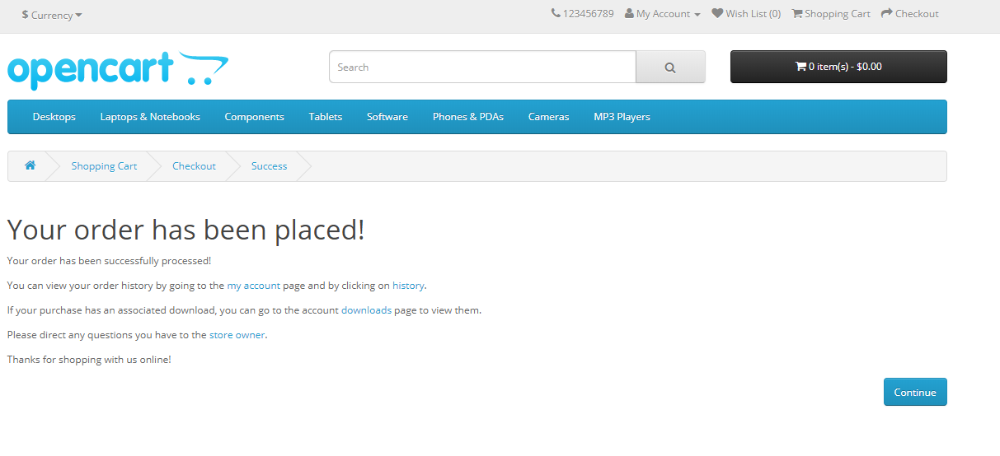 $ Currency
123456789 My Account Wish List (0) Shopping Cart Checkout
opencart
Search
0 item(s) - $0.00
Desktops Laptops & Notebooks Components Tablets Software Phones & PDAs Cameras MP3 Players
Shopping Cart Checkout Success
Your order has been placed!
Your order has been successfully processed!
You can view your order history by going to the my account page and by clicking on history.
If your purchase has an associated download, you can go to the account downloads page to view them.
Please direct any questions you have to the store owner.
Thanks for shopping with us online!
Continue